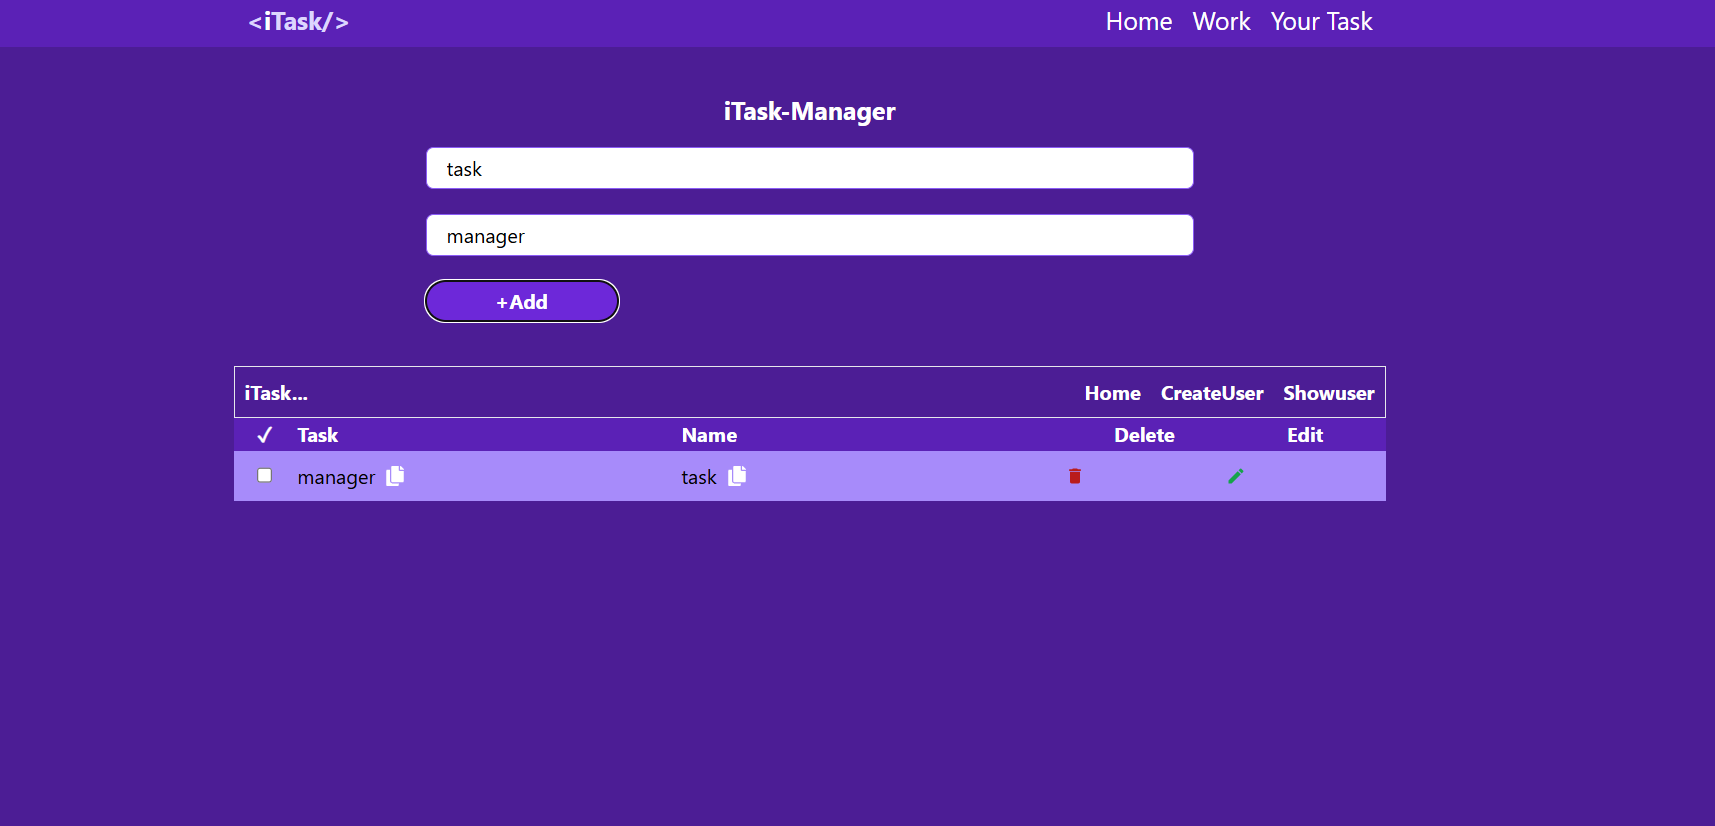 <iTask/> Home Work Your Task
iTask-Manager
task
manager
+Add
iTask... Home CreateUser Showuser
✓ Task Name Delete Edit
manager task